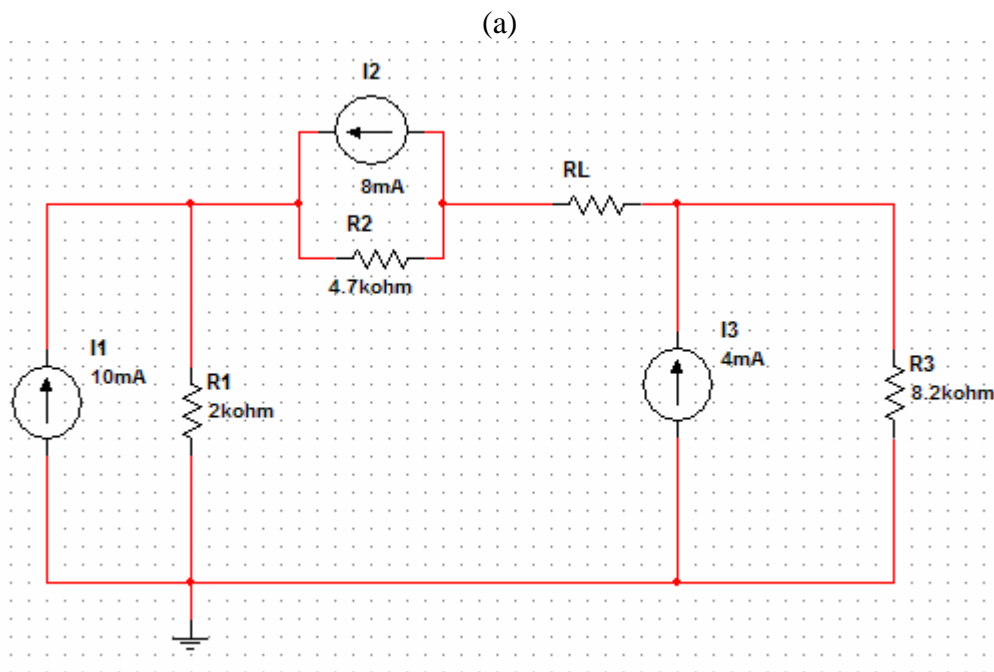 (a)
I2
8mA
RL
R2
4.7kohm
I1
10mA
R1
2kohm
I3
4mA
R3
8.2kohm